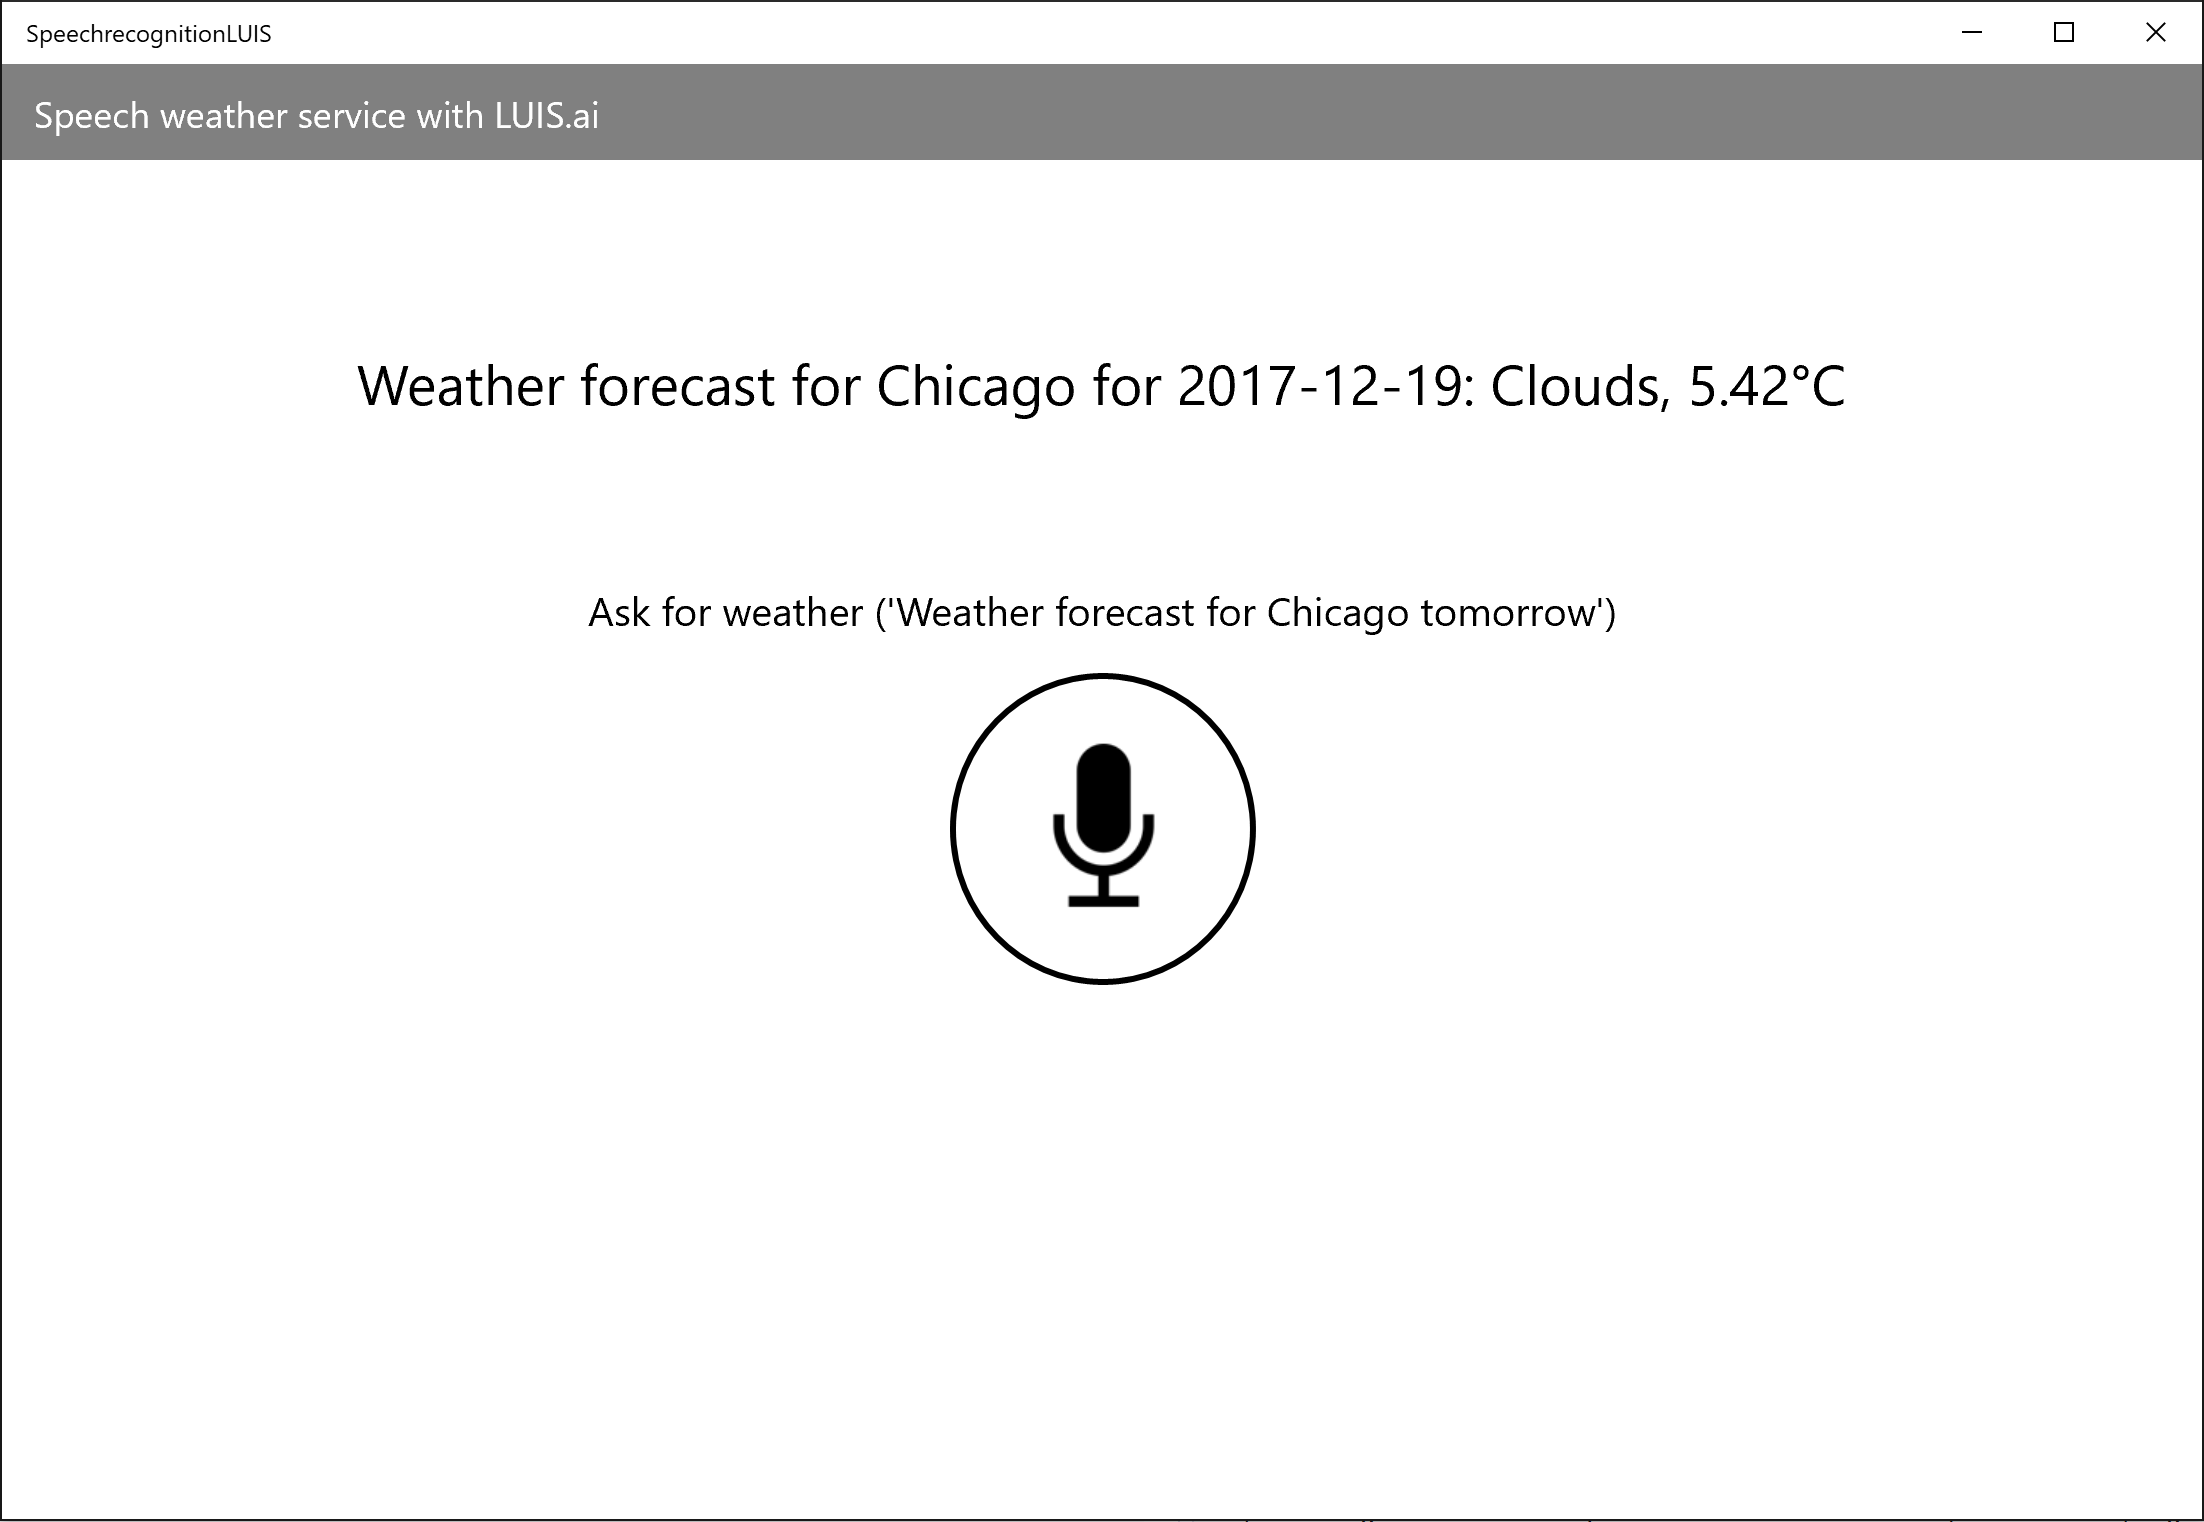 SpeechrecognitionLUIS
Speech weather service with LUIS.ai
Weather forecast for Chicago for 2017-12-19: Clouds, 5.42°C
Ask for weather ('Weather forecast for Chicago tomorrow')